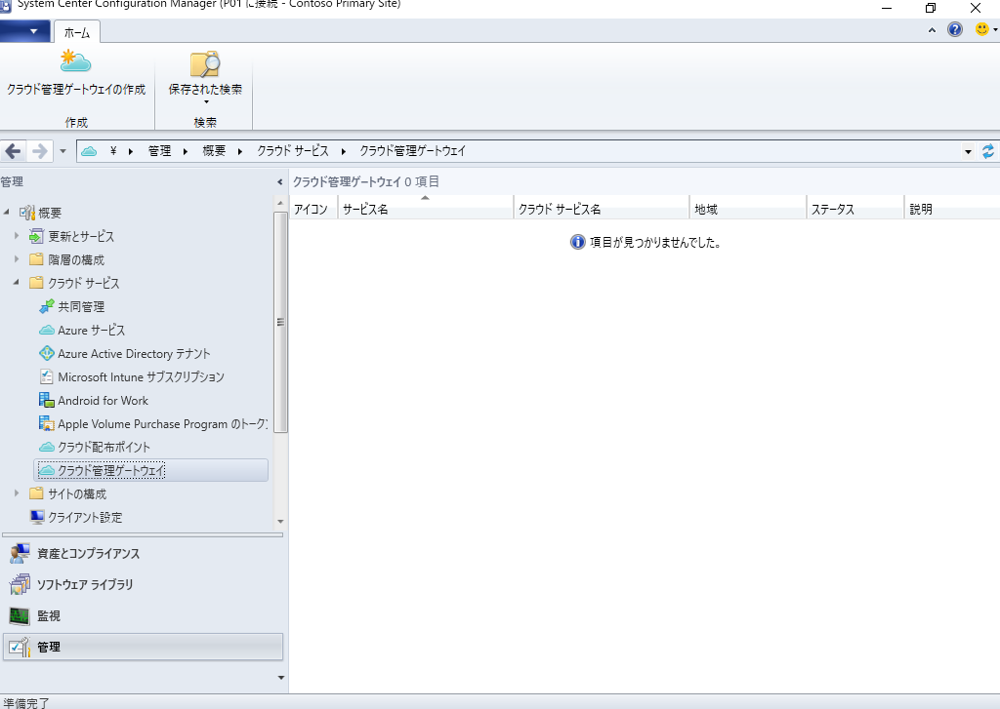 System Center Configuration Manager (P01 に接続 - Contoso Primary Site)
ホーム
クラウド管理ゲートウェイの作成
保存された検索
作成
検索
¥ 管理 概要 クラウド サービス クラウド管理ゲートウェイ
管理
クラウド管理ゲートウェイ 0 項目
アイコン サービス名 クラウド サービス名 地域 ステータス 説明
項目が見つかりませんでした。
概要
更新とサービス
階層の構成
クラウド サービス
共同管理
Azure サービス
Azure Active Directory テナント
Microsoft Intune サブスクリプション
Android for Work
Apple Volume Purchase Program のトークン
クラウド配布ポイント
クラウド管理ゲートウェイ
サイトの構成
クライアント設定
資産とコンプライアンス
ソフトウェア ライブラリ
監視
管理
準備完了